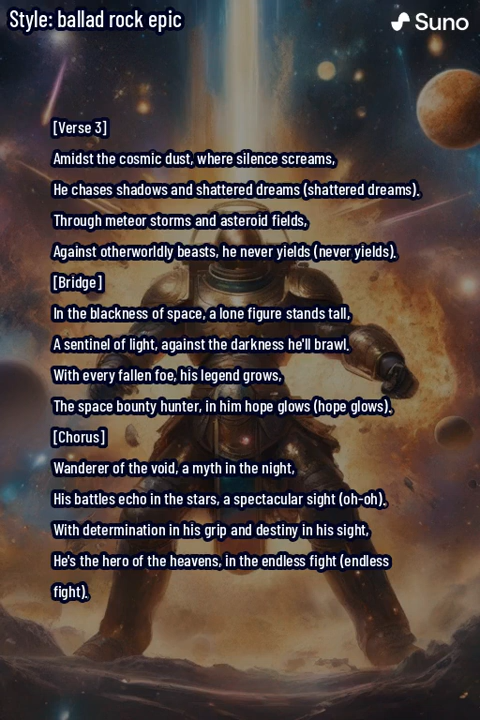 Style: ballad rock epic
Suno
[Verse 3]
Amidst the cosmic dust, where silence screams,
He chases shadows and shattered dreams (shattered dreams).
Through meteor storms and asteroid fields,
Against otherworldly beasts, he never yields (never yields).
[Bridge]
In the blackness of space, a lone figure stands tall,
A sentinel of light, against the darkness he'll brawl.
With every fallen foe, his legend grows,
The space bounty hunter, in him hope glows (hope glows).
[Chorus]
Wanderer of the void, a myth in the night,
His battles echo in the stars, a spectacular sight (oh-oh).
With determination in his grip and destiny in his sight,
He's the hero of the heavens, in the endless fight (endless
fight).